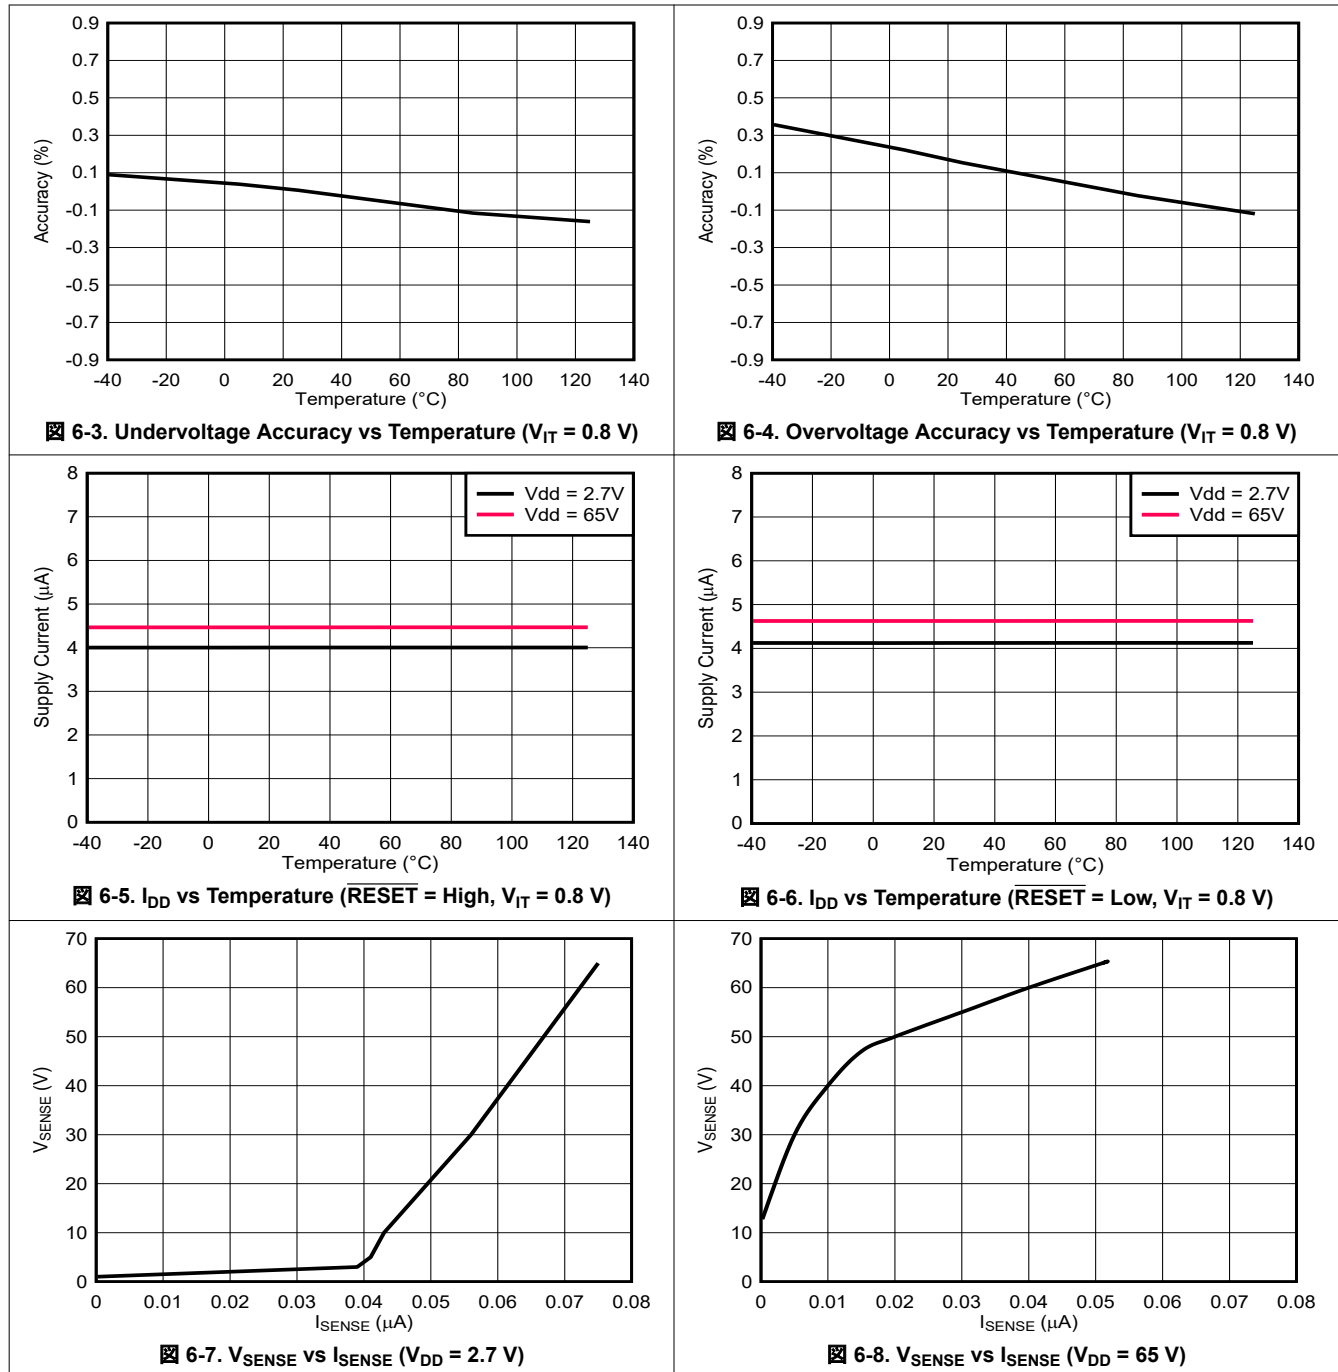 0.9
0.7
0.5
0.3
0.1
-0.1
-0.3
-0.5
-0.7
-0.9
Accuracy (%)
-40 -20 0 20 40 60 80 100 120 140
Temperature (°C)
図 6-3. Undervoltage Accuracy vs Temperature (VIT = 0.8 V)
0.9
0.7
0.5
0.3
0.1
-0.1
-0.3
-0.5
-0.7
-0.9
Accuracy (%)
-40 -20 0 20 40 60 80 100 120 140
Temperature (°C)
図 6-4. Overvoltage Accuracy vs Temperature (VIT = 0.8 V)
8
7
6
5
4
3
2
1
0
Supply Current (µA)
Vdd = 2.7V
Vdd = 65V
-40 -20 0 20 40 60 80 100 120 140
Temperature (°C)
図 6-5. IDD vs Temperature (RESET = High, VIT = 0.8 V)
8
7
6
5
4
3
2
1
0
Supply Current (µA)
Vdd = 2.7V
Vdd = 65V
-40 -20 0 20 40 60 80 100 120 140
Temperature (°C)
図 6-6. IDD vs Temperature (RESET = Low, VIT = 0.8 V)
70
60
50
40
30
20
10
0
VSENSE (V)
0 0.01 0.02 0.03 0.04 0.05 0.06 0.07 0.08
ISENSE (µA)
図 6-7. VSENSE vs ISENSE (VDD = 2.7 V)
70
60
50
40
30
20
10
0
VSENSE (V)
0 0.01 0.02 0.03 0.04 0.05 0.06 0.07 0.08
ISENSE (µA)
図 6-8. VSENSE vs ISENSE (VDD = 65 V)